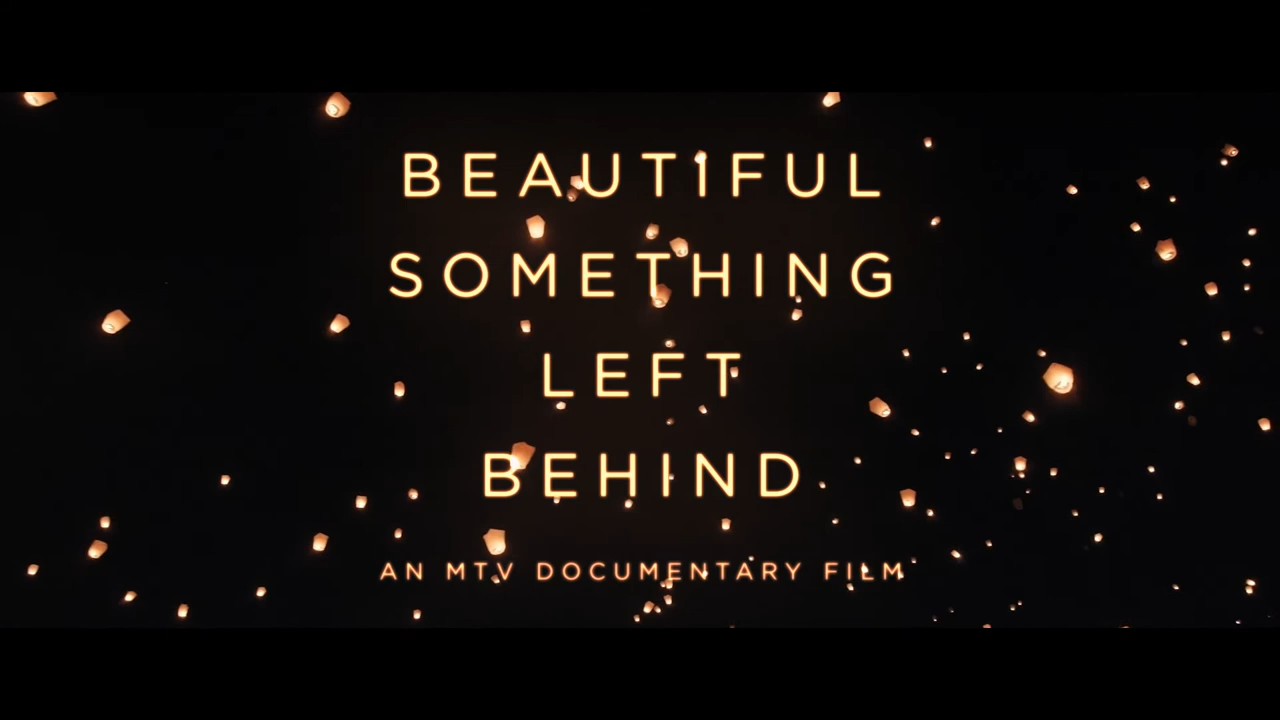 BEAUTIFUL
SOMETHING
LEFT
BEHIND
AN MTV DOCUMENTARY FILM